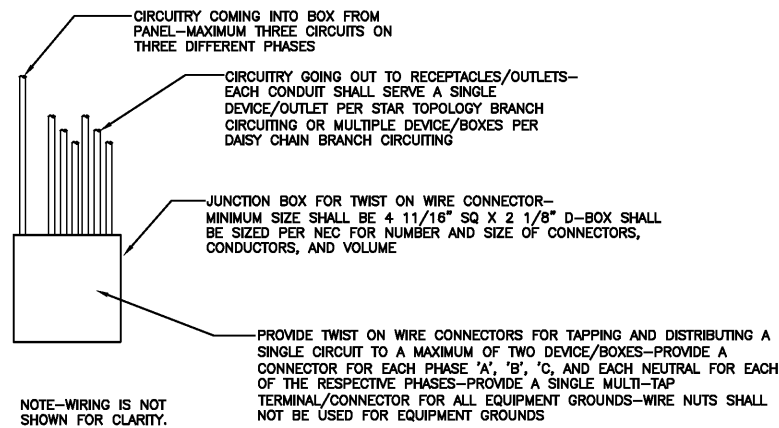 CIRCUITRY COMING INTO BOX FROM
PANEL–MAXIMUM THREE CIRCUITS ON
THREE DIFFERENT PHASES
CIRCUITRY GOING OUT TO RECEPTACLES/OUTLETS–
EACH CONDUIT SHALL SERVE A SINGLE
DEVICE/OUTLET PER STAR TOPOLOGY BRANCH
CIRCUITING OR MULTIPLE DEVICE/BOXES PER
DAISY CHAIN BRANCH CIRCUITING
JUNCTION BOX FOR TWIST ON WIRE CONNECTOR–
MINIMUM SIZE SHALL BE 4 11/16" SQ X 2 1/8" D–BOX SHALL
BE SIZED PER NEC FOR NUMBER AND SIZE OF CONNECTORS,
CONDUCTORS, AND VOLUME
PROVIDE TWIST ON WIRE CONNECTORS FOR TAPPING AND DISTRIBUTING A
SINGLE CIRCUIT TO A MAXIMUM OF TWO DEVICE/BOXES–PROVIDE A
CONNECTOR FOR EACH PHASE 'A', 'B', 'C, AND EACH NEUTRAL FOR EACH
OF THE RESPECTIVE PHASES–PROVIDE A SINGLE MULTI–TAP
TERMINAL/CONNECTOR FOR ALL EQUIPMENT GROUNDS–WIRE NUTS SHALL
NOT BE USED FOR EQUIPMENT GROUNDS
NOTE–WIRING IS NOT
SHOWN FOR CLARITY.